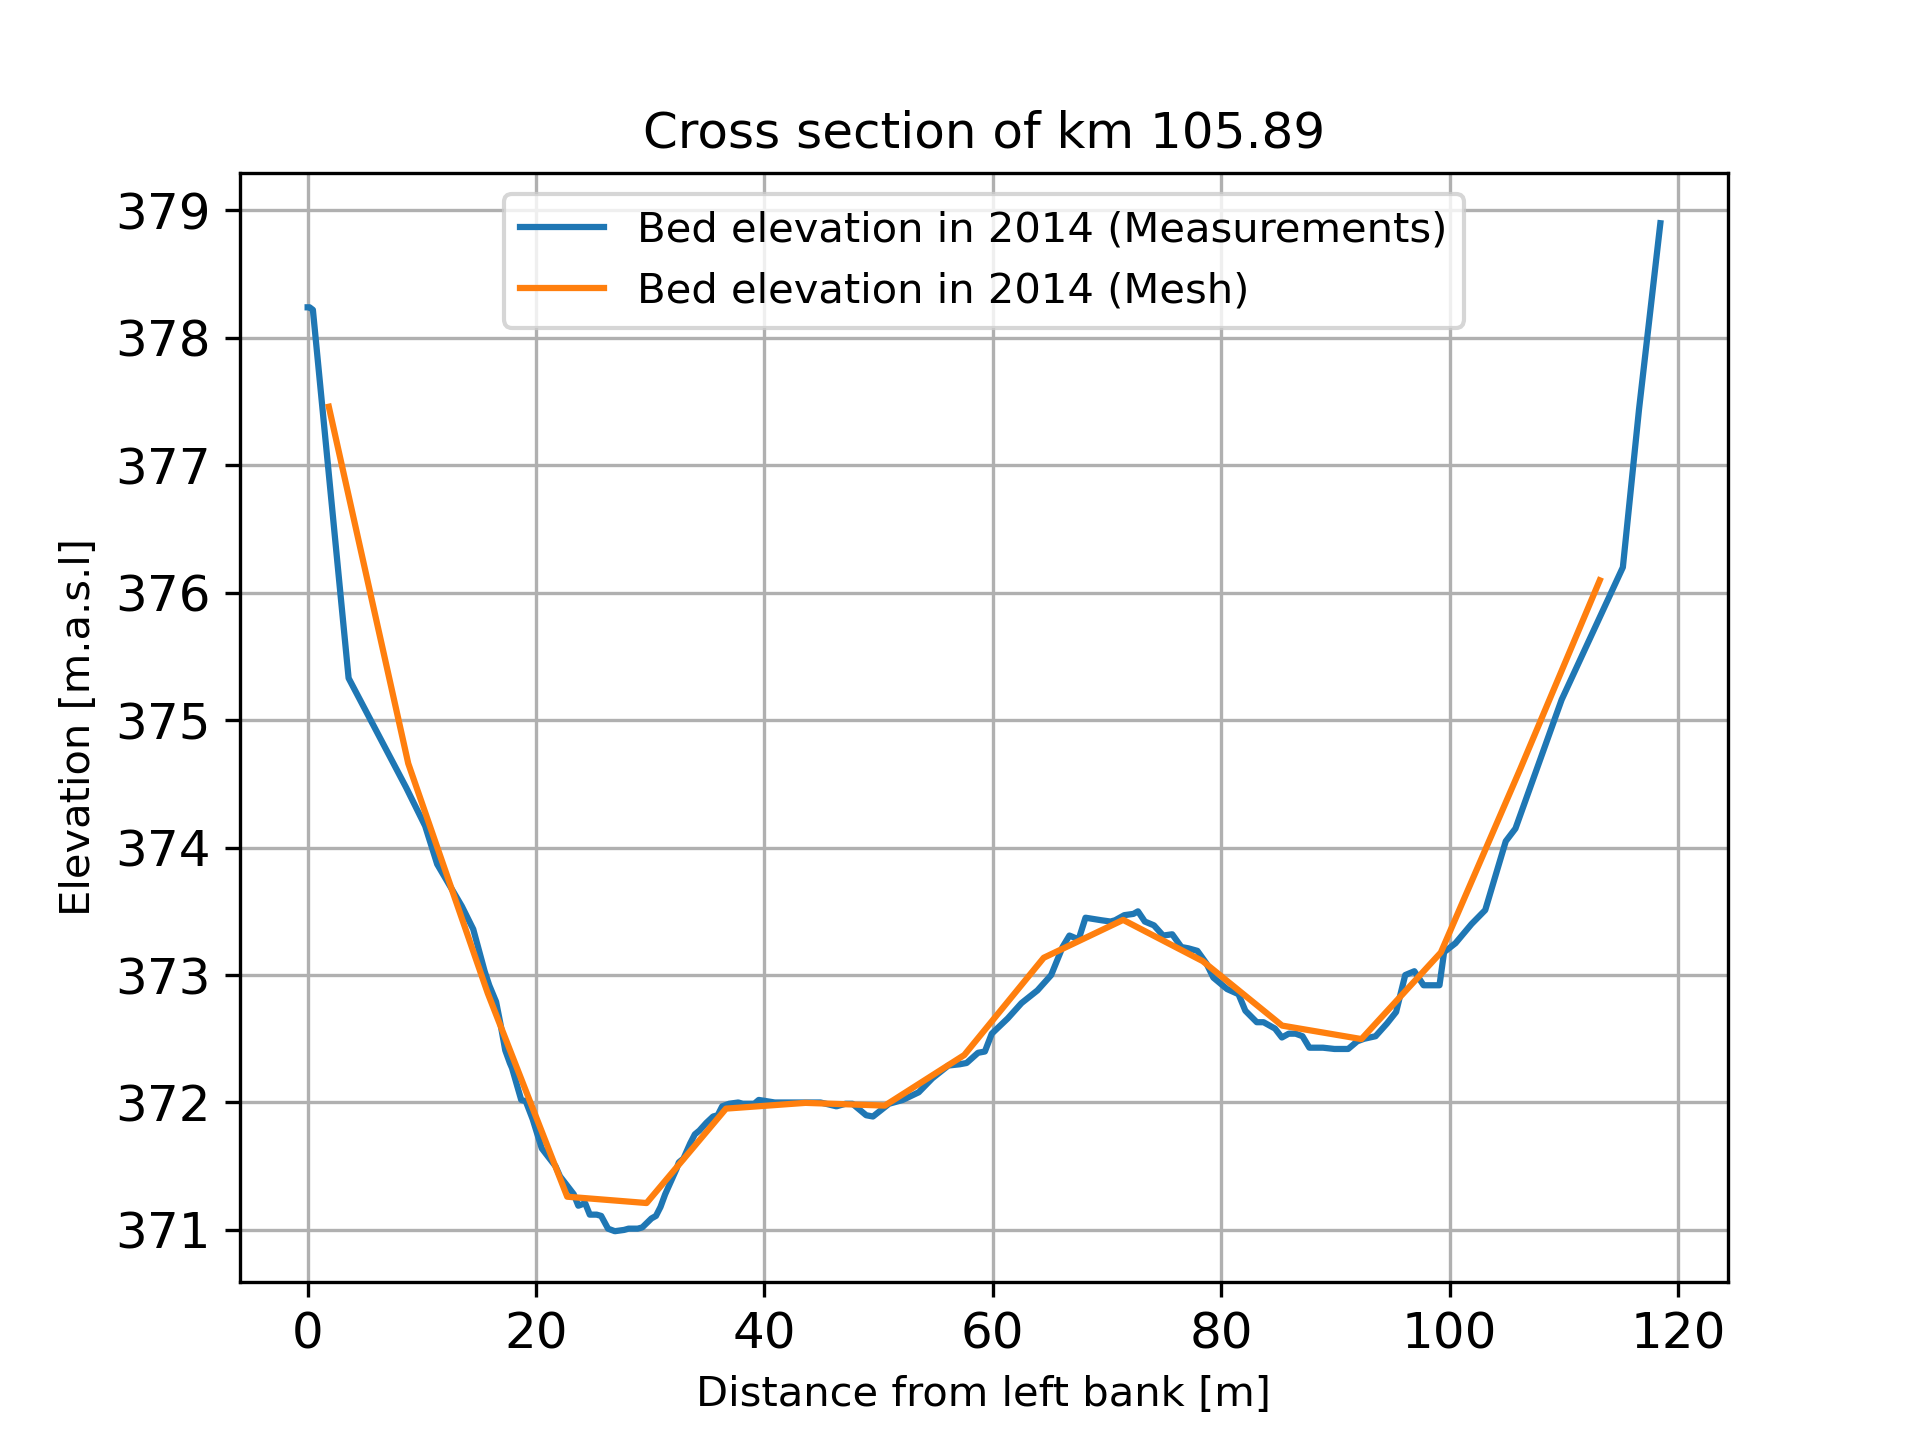 Cross section of km 105.89
Bed elevation in 2014 (Measurements)
Bed elevation in 2014 (Mesh)
379
378
377
376
375
374
373
372
371
Elevation [m.a.s.l]
0 20 40 60 80 100 120
Distance from left bank [m]